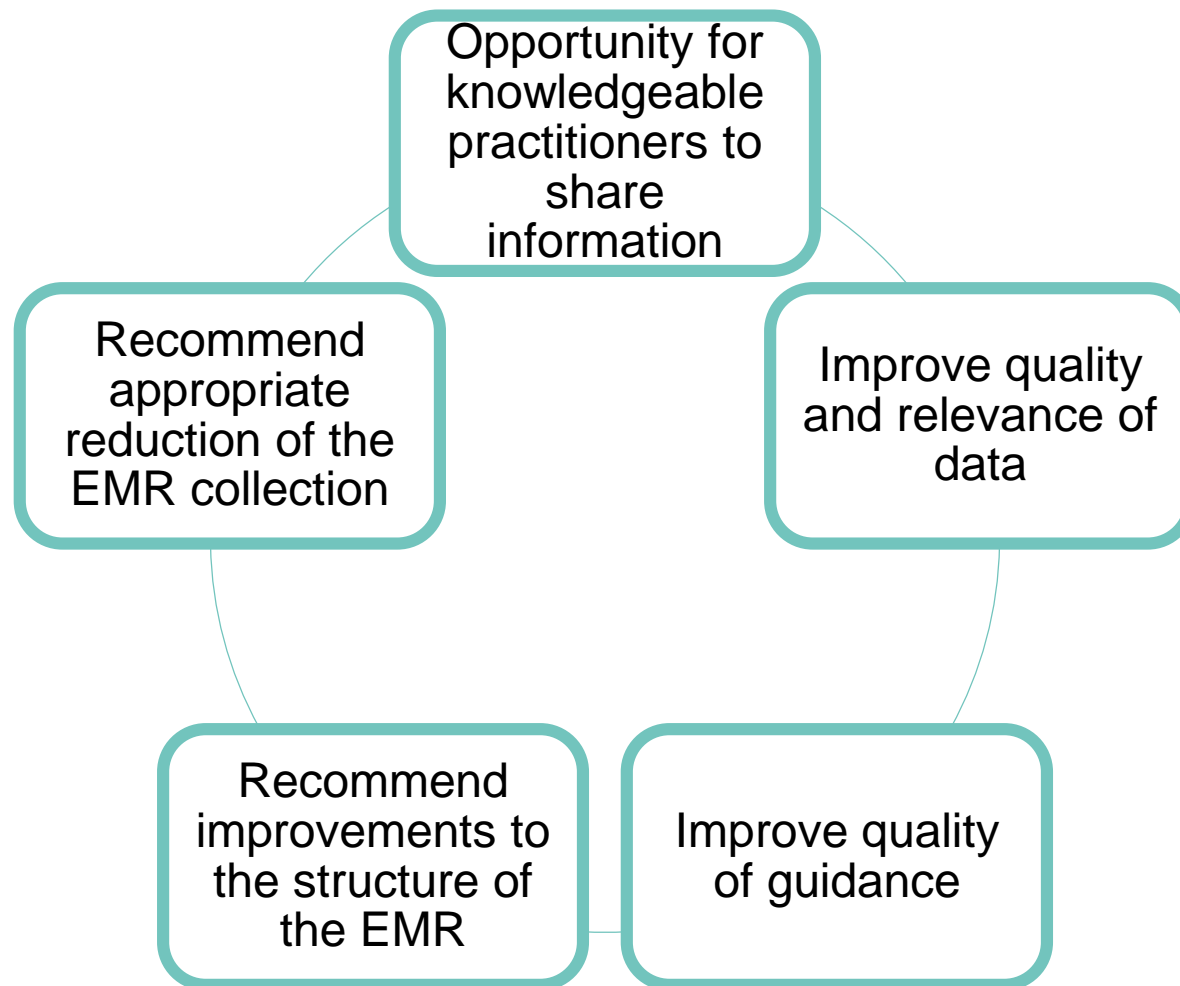 Opportunity for
knowledgeable
practitioners to
share
information
Improve quality
and relevance of
data
Improve quality
of guidance
Recommend
improvements to
the structure of
the EMR
Recommend
appropriate
reduction of the
EMR collection